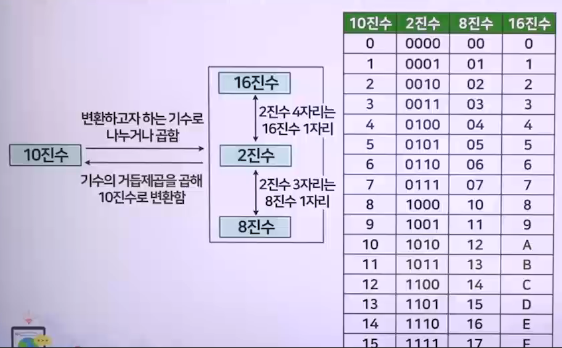 16진수
변환하고자 하는 기수로
나누거나 곱함
2진수 4자리는
16진수 1자리
10진수
2진수
기수의 거듭제곱을 곱해
10진수로 변환함
2진수 3자리는
8진수 1자리
8진수
10진수 2진수 8진수 16진수
0 0000 00 0
1 0001 01 1
2 0010 02 2
3 0011 03 3
4 0100 04 4
5 0101 05 5
6 0110 06 6
7 0111 07 7
8 1000 10 8
9 1001 11 9
10 1010 12 A
11 1011 13 B
12 1100 14 C
13 1101 15 D
14 1110 16 E
15 1111 17 F